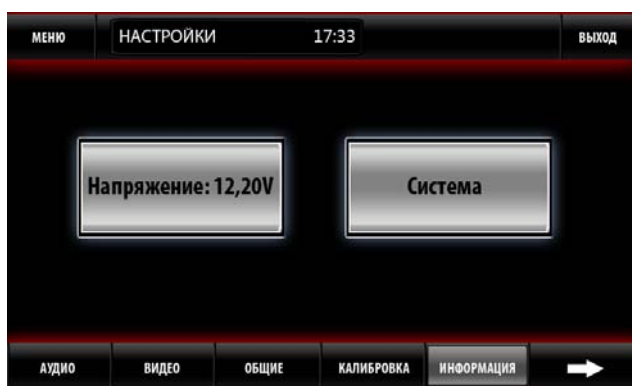 МЕНЮ НАСТРОЙКИ 17:33 ВЫХОД
Напряжение: 12,20V Система
АУДИО ВИДЕО ОБЩИЕ КАЛИБРОВКА ИНФОРМАЦИЯ